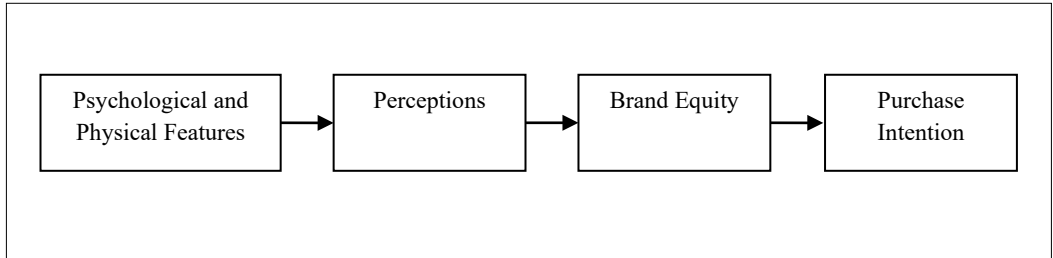 Psychological and
Physical Features
Perceptions
Brand Equity
Purchase
Intention